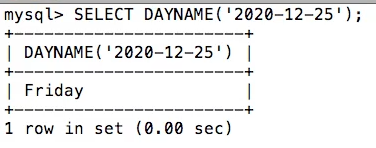 mysql> SELECT DAYNAME('2020-12-25');
+-----------------------+
| DAYNAME('2020-12-25') |
+-----------------------+
| Friday                |
+-----------------------+
1 row in set (0.00 sec)